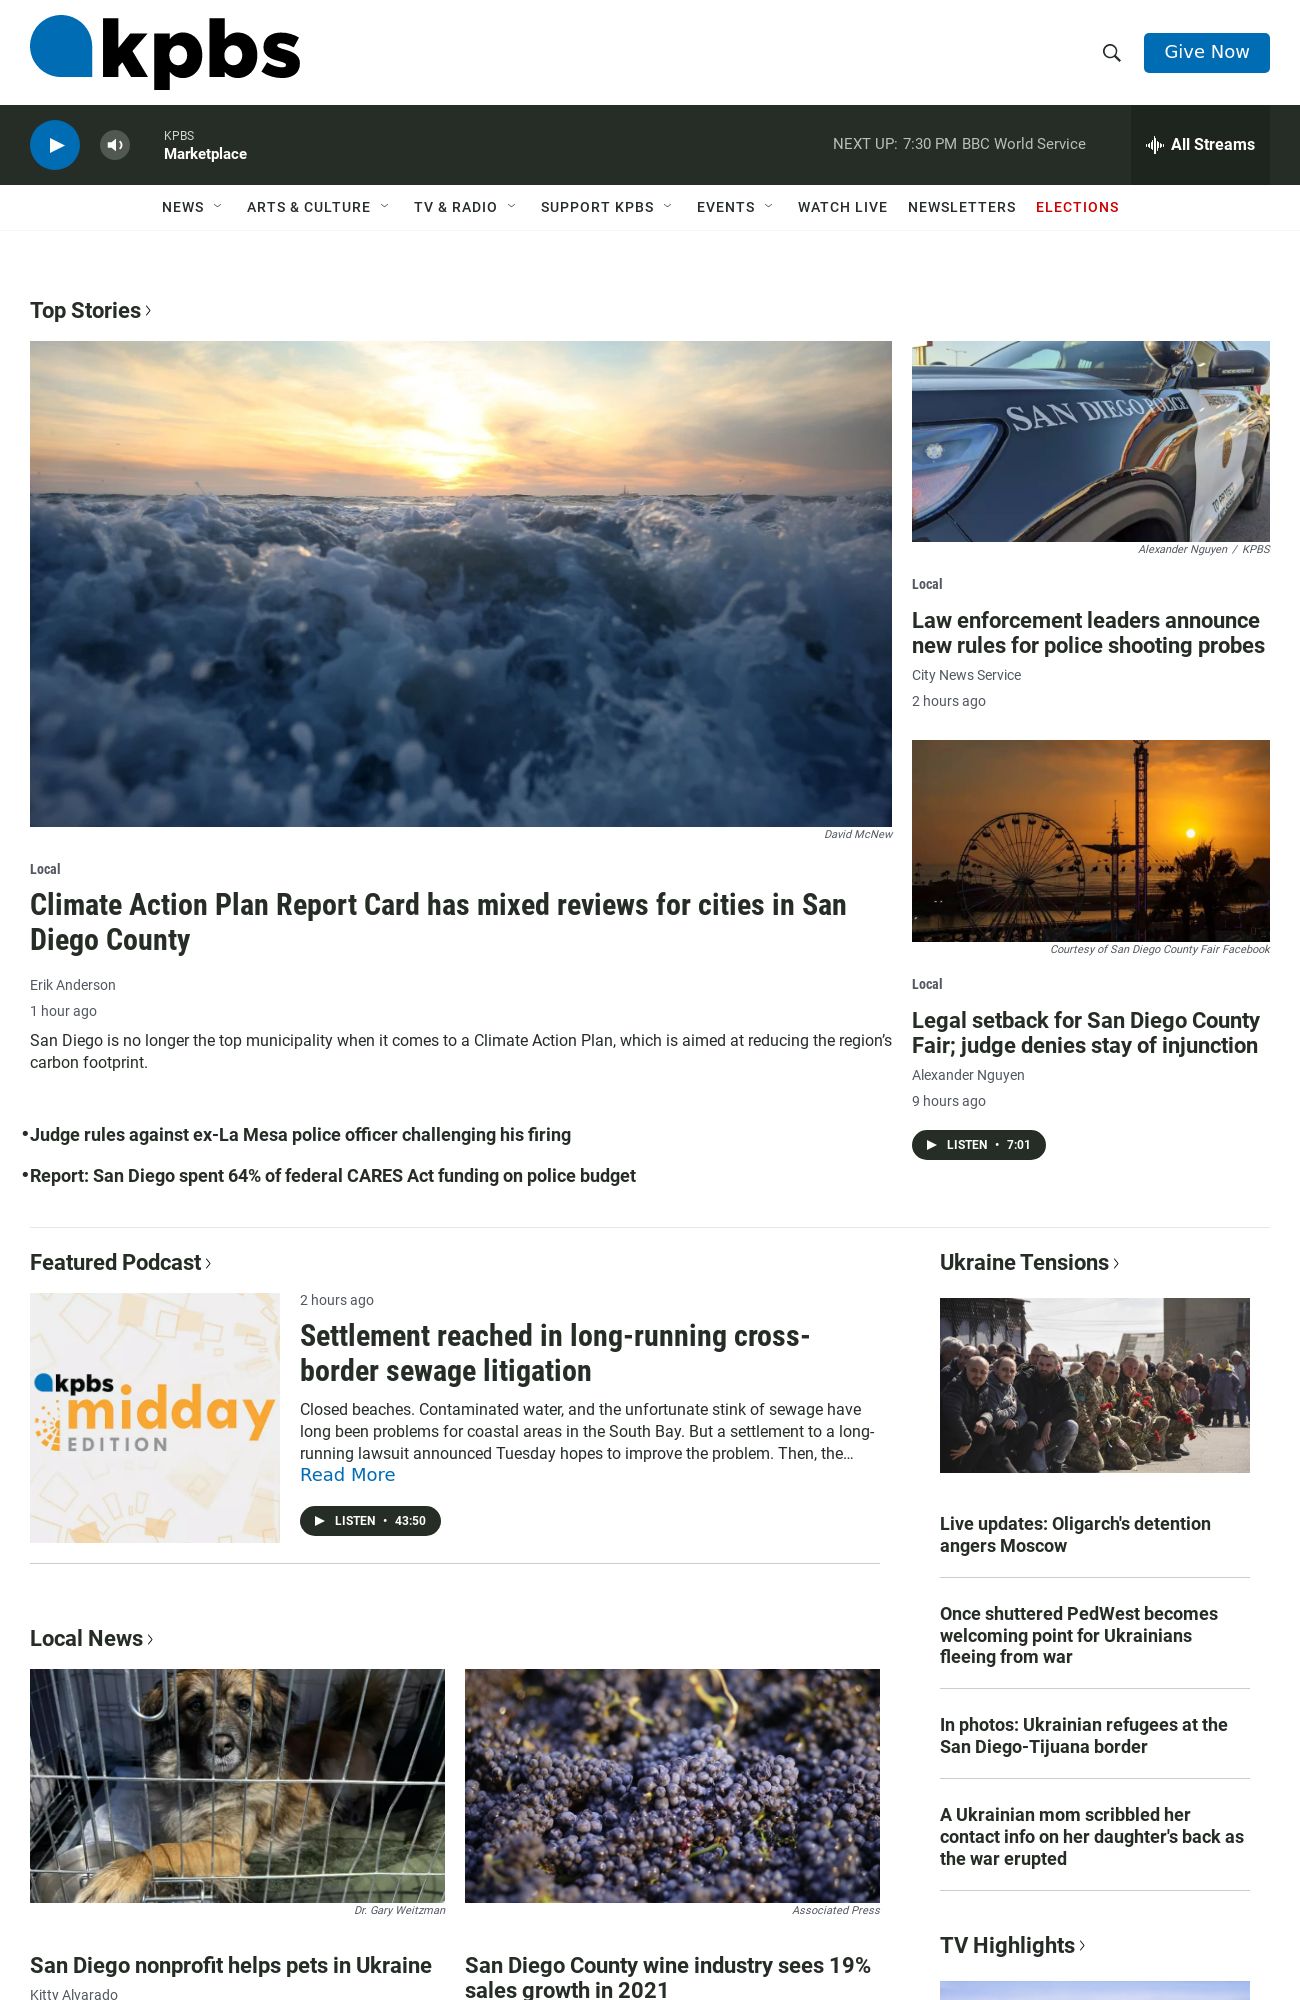 kpbs
Give Now
KPBS
Marketplace
NEXT UP: 7:30 PM BBC World Service
All Streams
NEWS
ARTS & CULTURE
TV & RADIO
SUPPORT KPBS
EVENTS
WATCH LIVE
NEWSLETTERS
ELECTIONS
Top Stories
David McNew
Local
Climate Action Plan Report Card has mixed reviews for cities in San
Diego County
Erik Anderson
1 hour ago
San Diego is no longer the top municipality when it comes to a Climate Action Plan, which is aimed at reducing the region’s
carbon footprint.
• Judge rules against ex-La Mesa police officer challenging his firing
• Report: San Diego spent 64% of federal CARES Act funding on police budget
SAN DIEGO POLICE
Alexander Nguyen / KPBS
Local
Law enforcement leaders announce
new rules for police shooting probes
City News Service
2 hours ago
Courtesy of San Diego County Fair Facebook
Local
Legal setback for San Diego County
Fair; judge denies stay of injunction
Alexander Nguyen
9 hours ago
LISTEN • 7:01
Featured Podcast
kpbs
midday
EDITION
2 hours ago
Settlement reached in long-running cross-
border sewage litigation
Closed beaches. Contaminated water, and the unfortunate stink of sewage have
long been problems for coastal areas in the South Bay. But a settlement to a long-
running lawsuit announced Tuesday hopes to improve the problem. Then, the…
Read More
LISTEN • 43:50
Ukraine Tensions
Live updates: Oligarch's detention
angers Moscow
Once shuttered PedWest becomes
welcoming point for Ukrainians
fleeing from war
In photos: Ukrainian refugees at the
San Diego-Tijuana border
A Ukrainian mom scribbled her
contact info on her daughter's back as
the war erupted
TV Highlights
Local News
Dr. Gary Weitzman
San Diego nonprofit helps pets in Ukraine
Kitty Alvarado
Associated Press
San Diego County wine industry sees 19%
sales growth in 2021